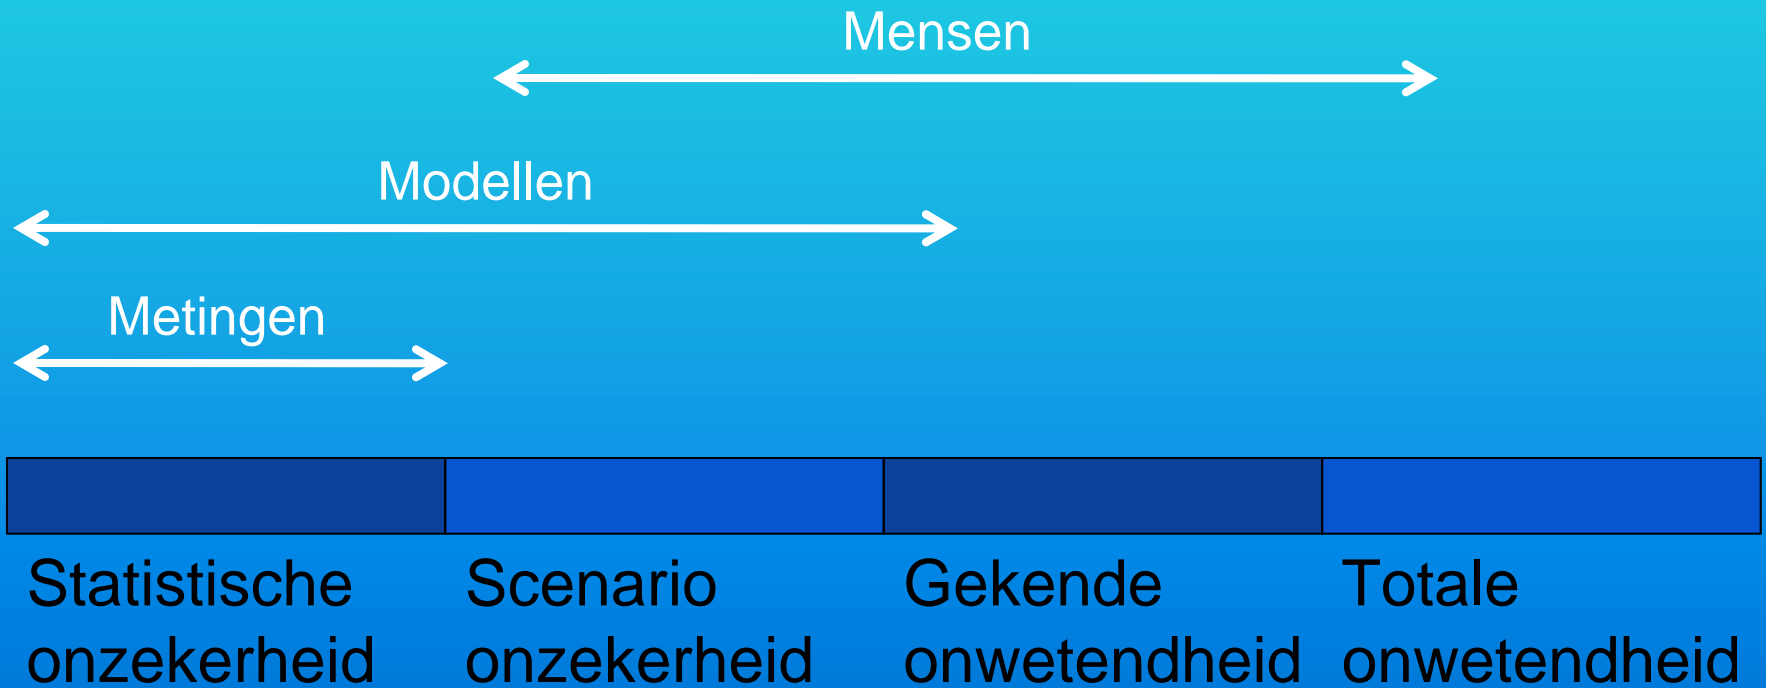 Mensen
Modellen
Metingen
Statistische
onzekerheid
Scenario
onzekerheid
Gekende
onwetendheid
Totale
onwetendheid